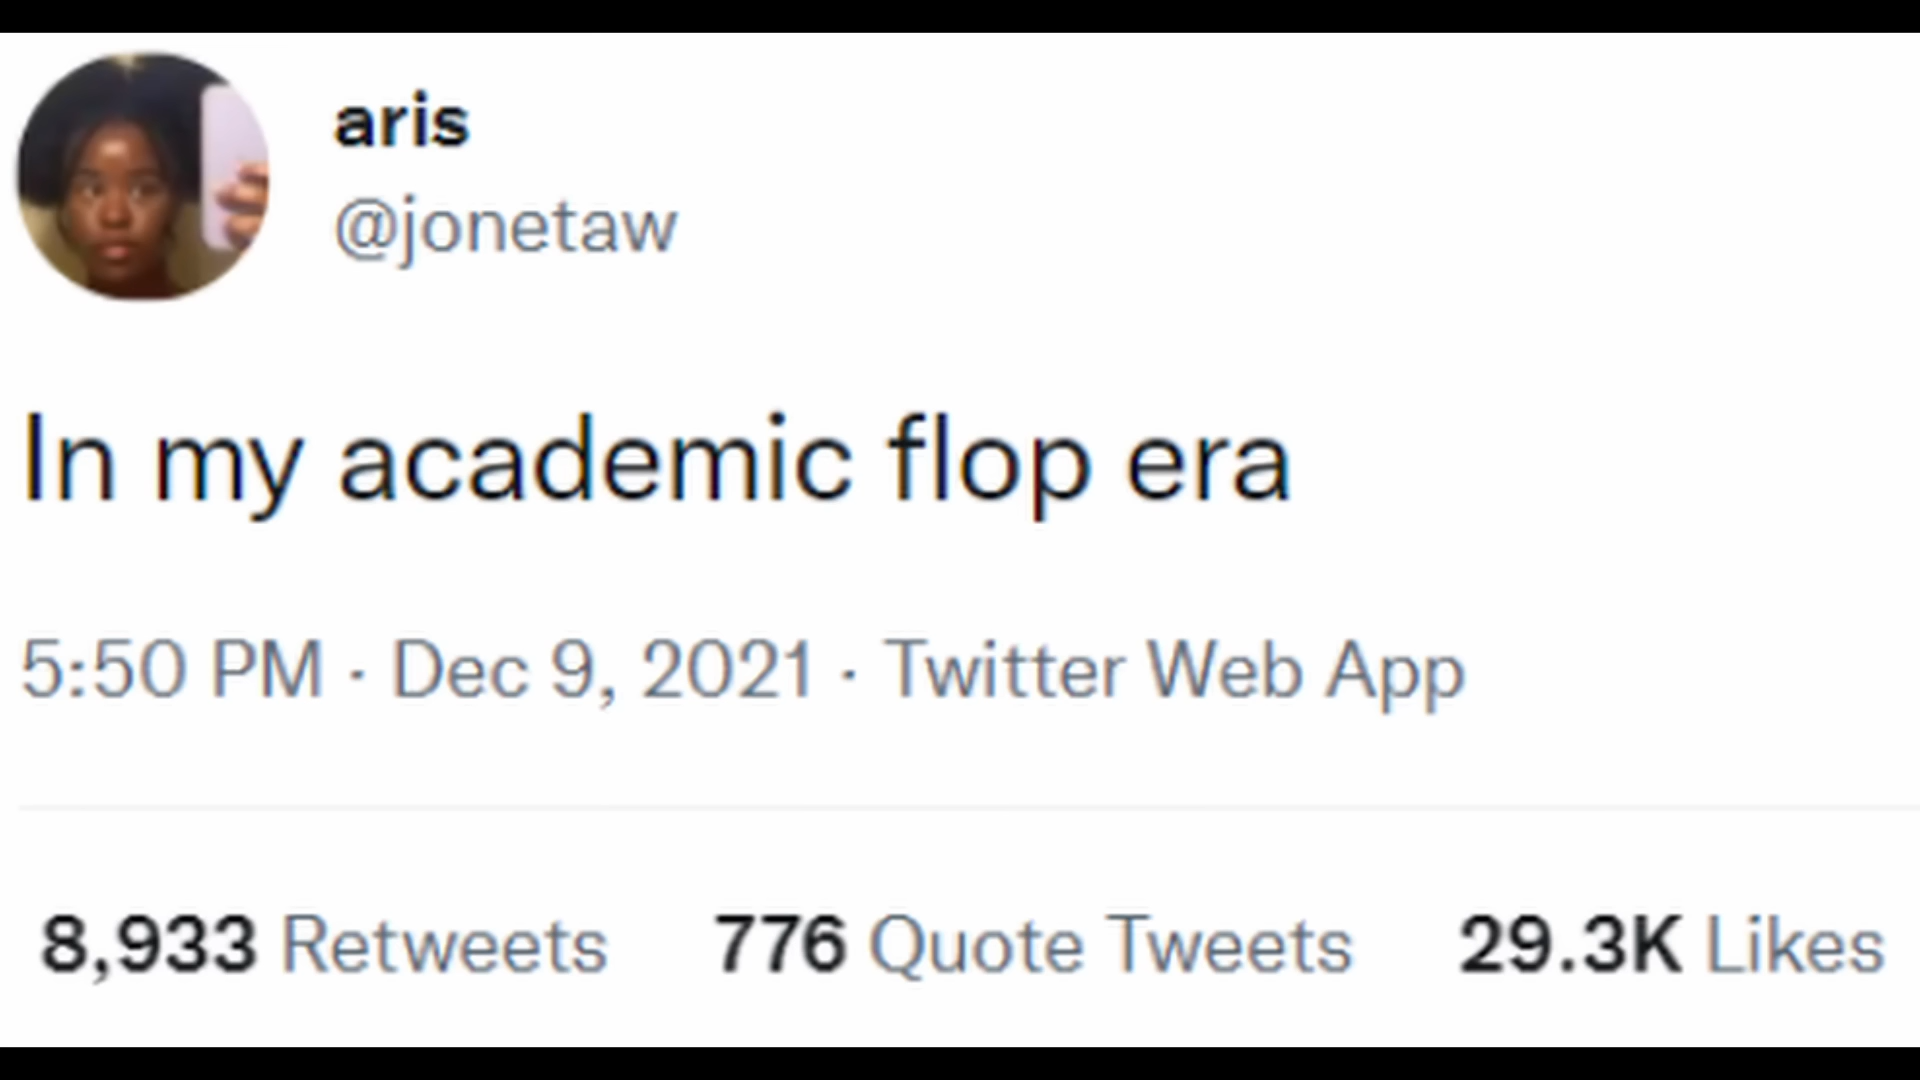 aris
@jonetaw
In my academic flop era
5:50 PM · Dec 9, 2021 · Twitter Web App
8,933 Retweets 776 Quote Tweets 29.3K Likes